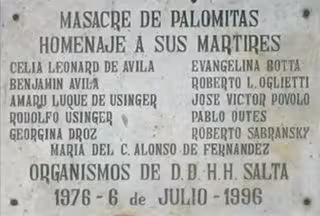 MASACRE DE PALOMITAS
HOMENAJE A SUS MARTIRES
CELIA LEONARD DE AVILA EVANGELINA BOTTA
BENJAMIN AVILA ROBERTO L. OGLIETTI
AMARU LUQUE DE USINGER JOSE VICTOR POVOLO
RODOLFO USINGER PABLO OUTES
GEORGINA DROZ ROBERTO SABRANSKY
MARIA DEL C. ALONSO DE FERNANDEZ
ORGANISMOS DE D.D H.H. SALTA
1976-6 de JULIO-1996